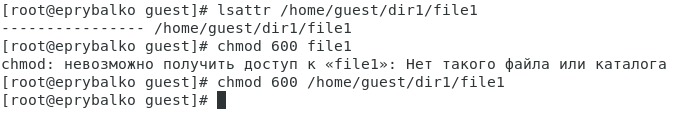 [root@eprybalko guest]# lsattr /home/guest/dir1/file1
---------------- /home/guest/dir1/file1
[root@eprybalko guest]# chmod 600 file1
chmod: невозможно получить доступ к «file1»: Нет такого файла или каталога
[root@eprybalko guest]# chmod 600 /home/guest/dir1/file1
[root@eprybalko guest]#